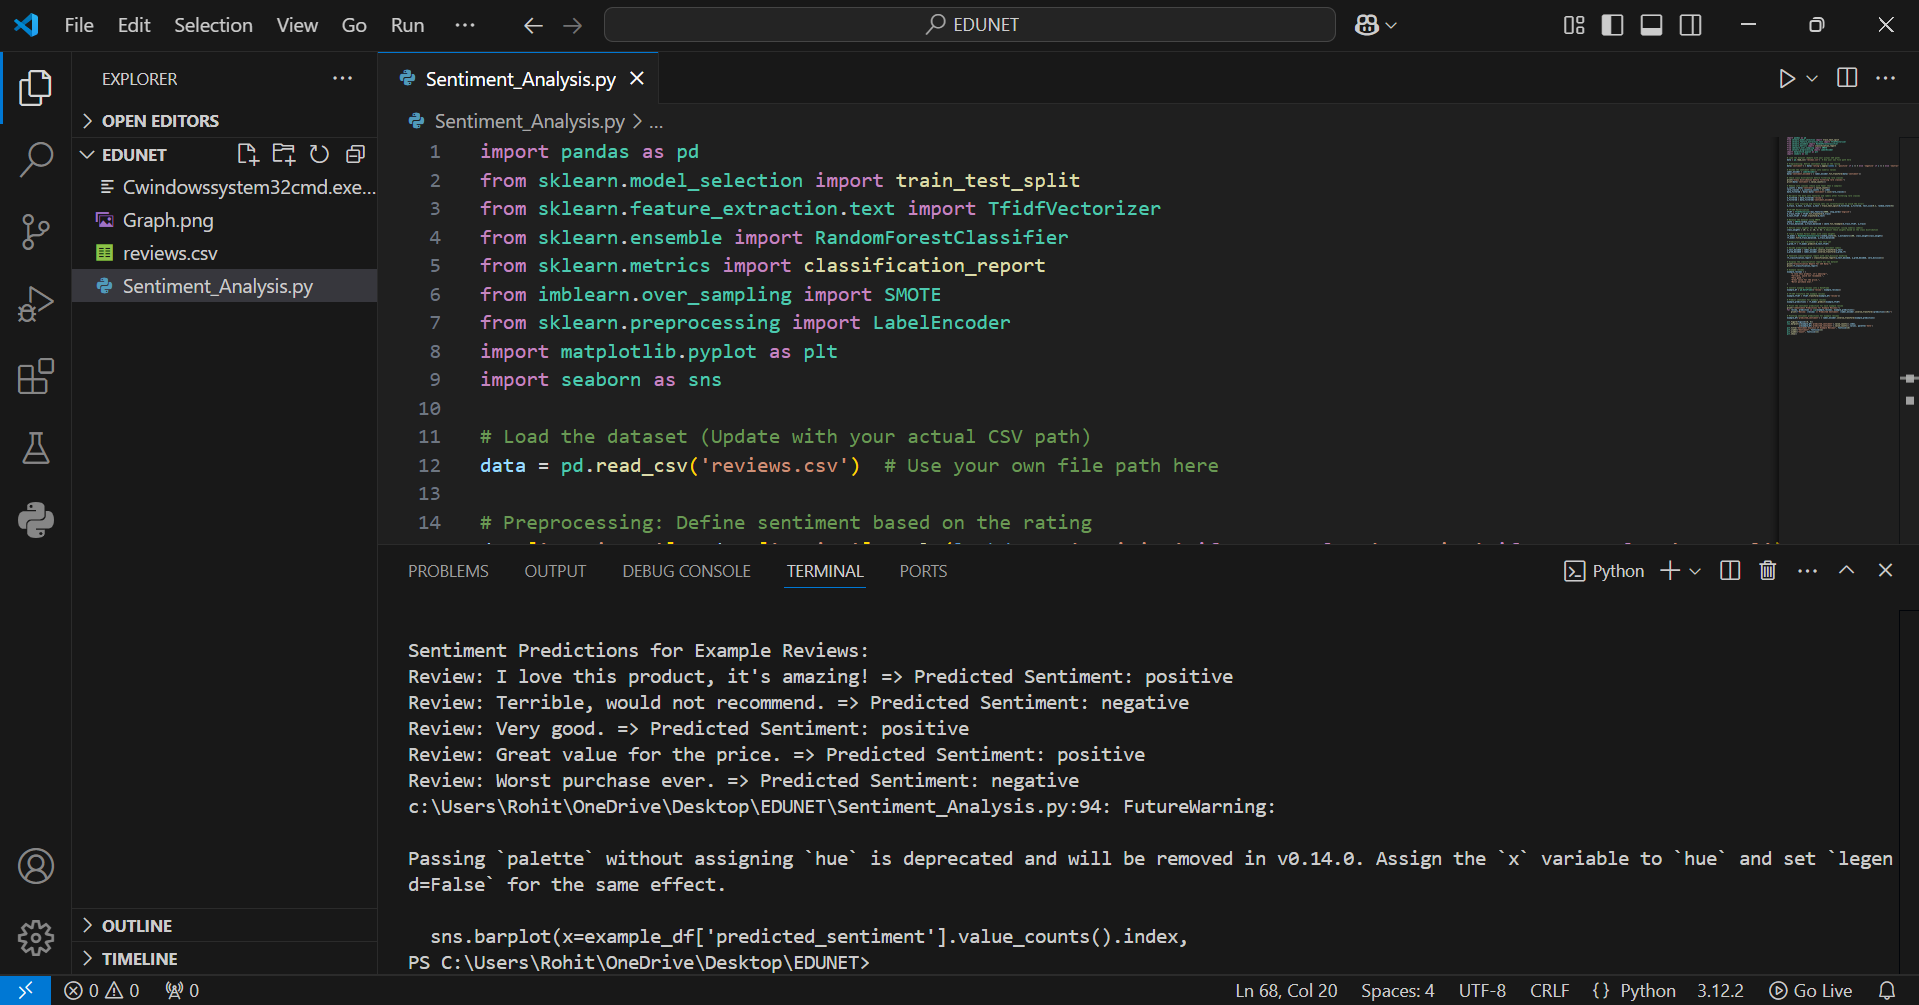 File Edit Selection View Go Run ... EDUNET
EXPLORER
OPEN EDITORS
EDUNET
Cwindowssystem32cmd.exe...
Graph.png
reviews.csv
Sentiment_Analysis.py
OUTLINE
TIMELINE
Sentiment_Analysis.py
Sentiment_Analysis.py > ...
1 import pandas as pd
2 from sklearn.model_selection import train_test_split
3 from sklearn.feature_extraction.text import TfidfVectorizer
4 from sklearn.ensemble import RandomForestClassifier
5 from sklearn.metrics import classification_report
6 from imblearn.over_sampling import SMOTE
7 from sklearn.preprocessing import LabelEncoder
8 import matplotlib.pyplot as plt
9 import seaborn as sns
10
11 # Load the dataset (Update with your actual CSV path)
12 data = pd.read_csv('reviews.csv')  # Use your own file path here
13
14 # Preprocessing: Define sentiment based on the rating
PROBLEMS OUTPUT DEBUG CONSOLE TERMINAL PORTS Python
Sentiment Predictions for Example Reviews:
Review: I love this product, it's amazing! => Predicted Sentiment: positive
Review: Terrible, would not recommend. => Predicted Sentiment: negative
Review: Very good. => Predicted Sentiment: positive
Review: Great value for the price. => Predicted Sentiment: positive
Review: Worst purchase ever. => Predicted Sentiment: negative
c:\Users\Rohit\OneDrive\Desktop\EDUNET\Sentiment_Analysis.py:94: FutureWarning:
Passing `palette` without assigning `hue` is deprecated and will be removed in v0.14.0. Assign the `x` variable to `hue` and set `legen
d=False` for the same effect.
sns.barplot(x=example_df['predicted_sentiment'].value_counts().index,
PS C:\Users\Rohit\OneDrive\Desktop\EDUNET>
0 0 0 Ln 68, Col 20 Spaces: 4 UTF-8 CRLF {} Python 3.12.2 Go Live